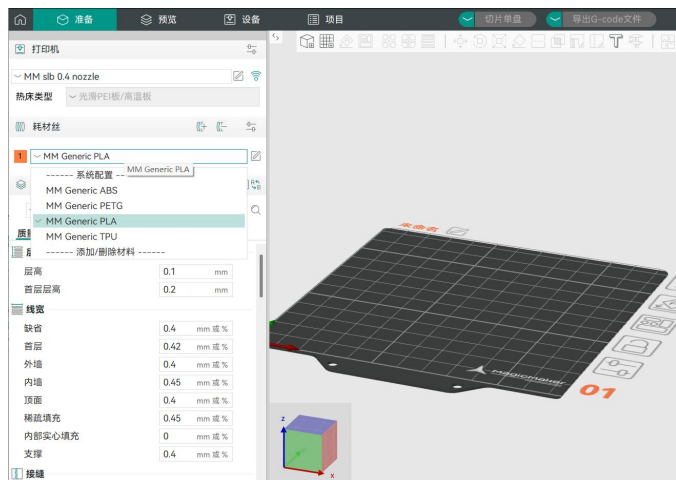 准备
预览
设备
项目
切片单盘
导出G-code文件
打印机
MM slb 0.4 nozzle
热床类型
光滑PEI板/高温板
耗材丝
1
MM Generic PLA
MM Generic PLA
------ 系统配置 --
MM Generic ABS
MM Generic PETG
MM Generic PLA
MM Generic TPU
------ 添加/删除材料 ------
层高 0.1 mm
首层层高 0.2 mm
线宽
缺省 0.4 mm 或 %
首层 0.42 mm 或 %
外墙 0.4 mm 或 %
内墙 0.45 mm 或 %
顶面 0.4 mm 或 %
稀疏填充 0.45 mm 或 %
内部实心填充 0 mm 或 %
支撑 0.4 mm 或 %
接缝
未命名
Magicmaker
01
z
x